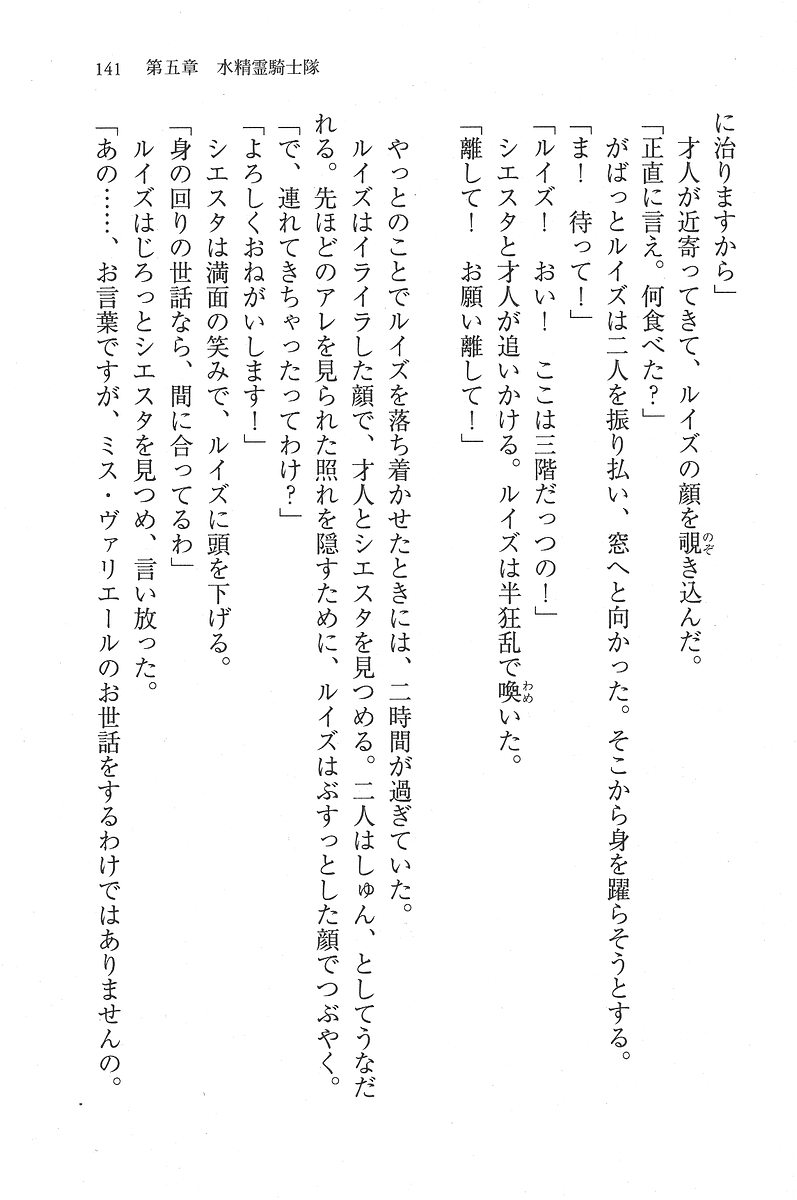 141　第五章　水精霊騎士隊
に治りますから」
　才人が近寄ってきて、ルイズの顔を覗き込んだ。
「正直に言え。何食べた？」
　がばっとルイズは二人を振り払い、窓へと向かった。そこから身を躍らそうとする。
「ま！　待って！」
「ルイズ！　おい！　ここは三階だっつの！」
　シエスタと才人が追いかける。ルイズは半狂乱で喚いた。
「離して！　お願い離して！」
　やっとのことでルイズを落ち着かせたときには、二時間が過ぎていた。
　ルイズはイライラした顔で、才人とシエスタを見つめる。二人はしゅん、としてうなだ
れる。先ほどのアレを見られた照れを隠すために、ルイズはぶすっとした顔でつぶやく。
「で、連れてきちゃったってわけ？」
「よろしくおねがいします！」
　シエスタは満面の笑みで、ルイズに頭を下げる。
「身の回りの世話なら、間に合ってるわ」
　ルイズはじろっとシエスタを見つめ、言い放った。
「あの……、お言葉ですが、ミス・ヴァリエールのお世話をするわけではありませんの。